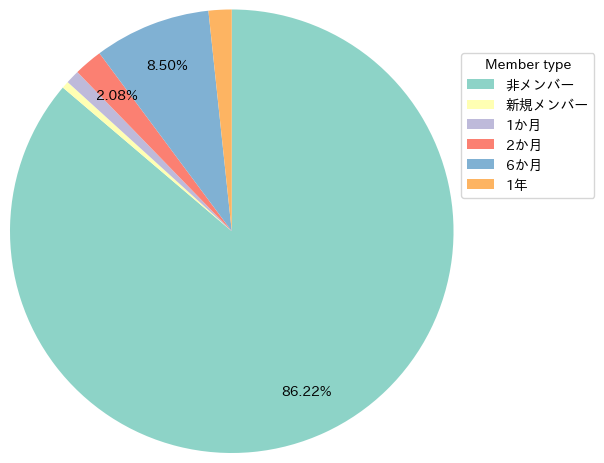 8.50%
2.08%
86.22%
Member type
非メンバー
新規メンバー
1か月
2か月
6か月
1年